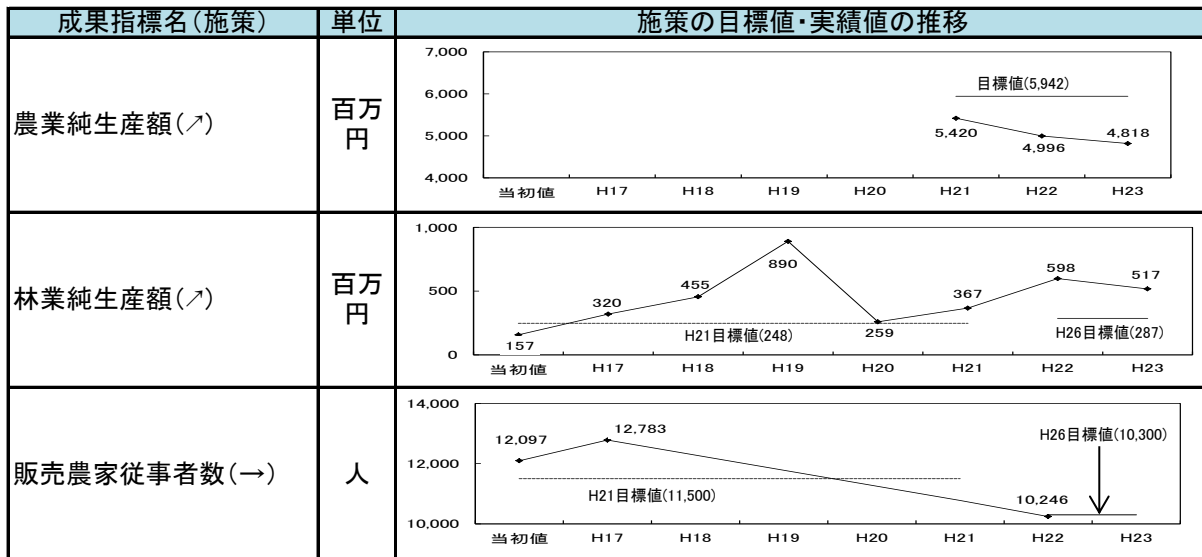 成果指標名（施策） 単位 施策の目標値・実績値の推移
農業純生産額（↗）
百万
円
7,000
6,000
5,000
4,000
目標値(5,942)
5,420 4,996 4,818
当初値 H17 H18 H19 H20 H21 H22 H23
林業純生産額（↗）
百万
円
1,000
500
0
157 320 455 890 259 367 598 517
H21目標値(248)
H26目標値(287)
当初値 H17 H18 H19 H20 H21 H22 H23
販売農家従事者数（→）
人
14,000
12,000
10,000
12,097 12,783 10,246
H26目標値(10,300)
H21目標値(11,500)
当初値 H17 H18 H19 H20 H21 H22 H23